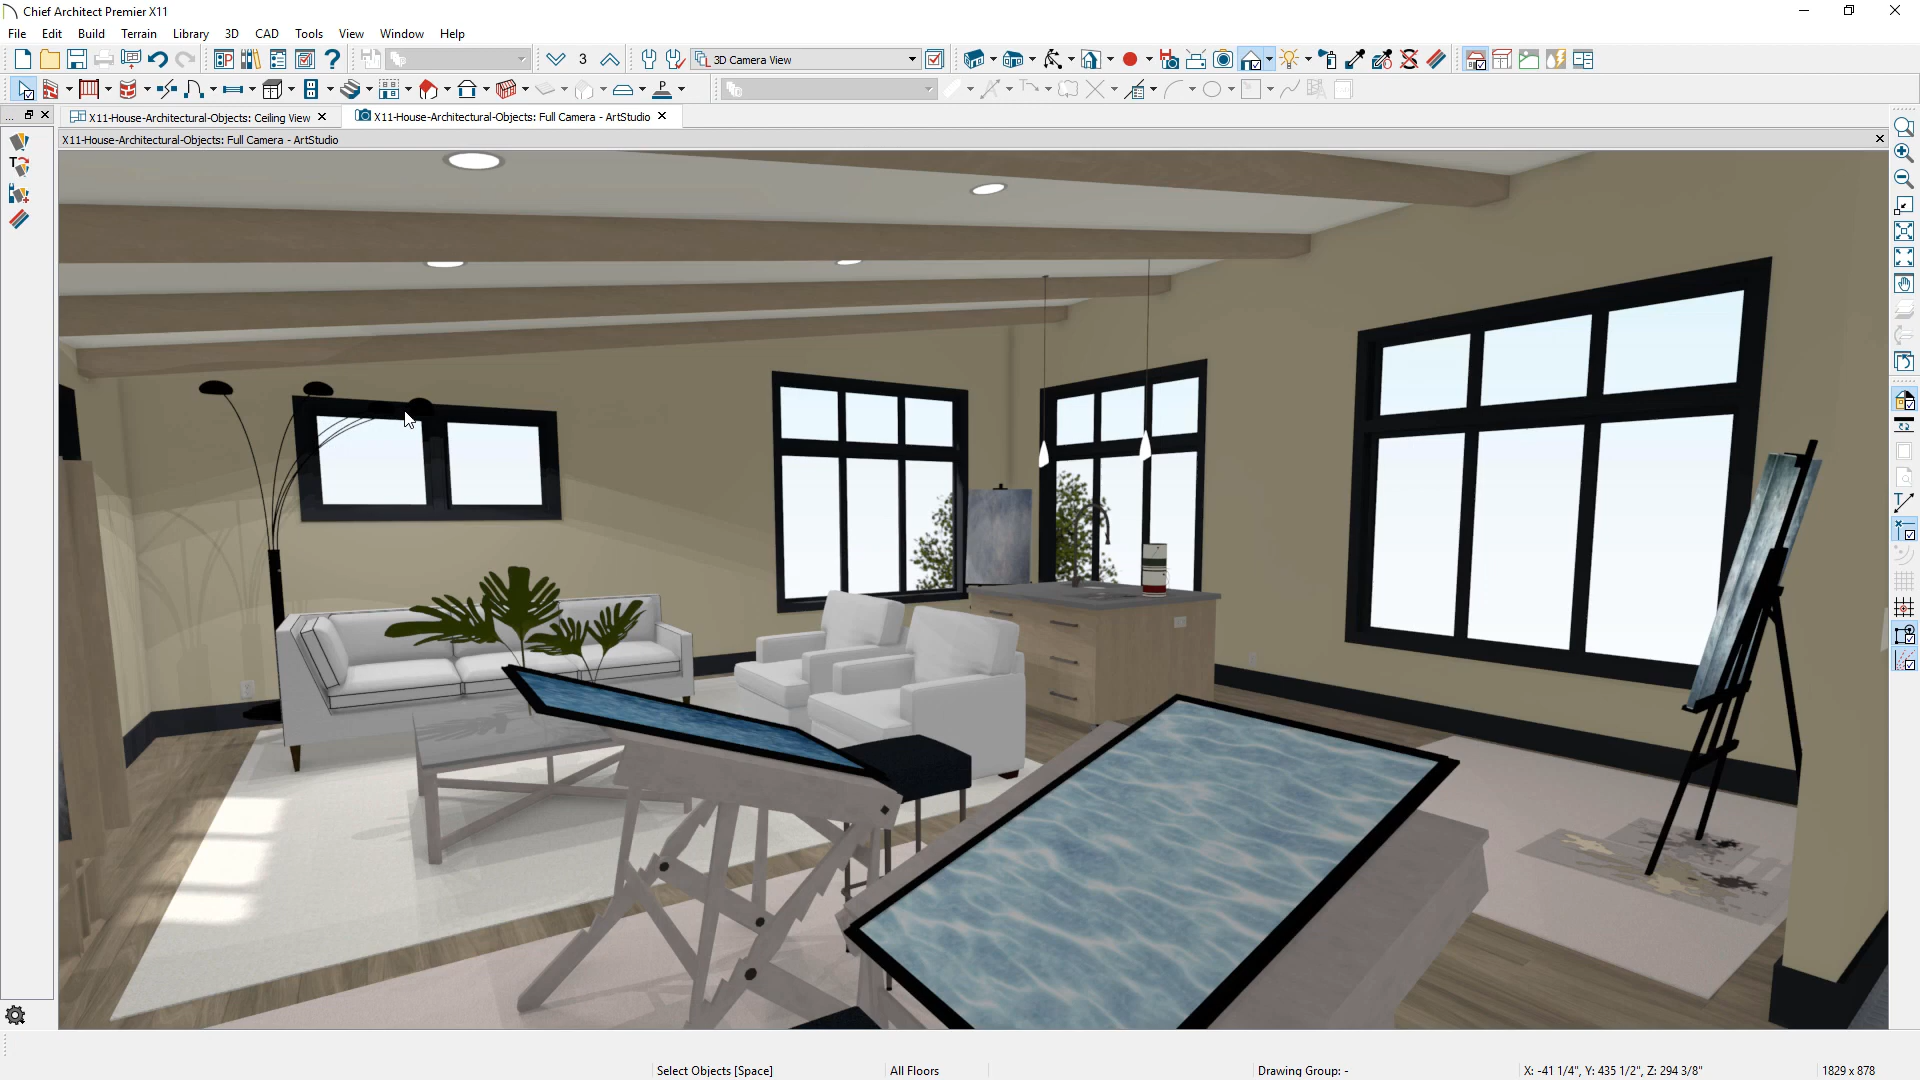 Chief Architect Premier X11
File Edit Build Terrain Library 3D CAD Tools View Window Help
3 3D Camera View
P
... X11-House-Architectural-Objects: Ceiling View X11-House-Architectural-Objects: Full Camera - ArtStudio
X11-House-Architectural-Objects: Full Camera - ArtStudio
Select Objects [Space] All Floors Drawing Group: - X: -41 1/4", Y: 435 1/2", Z: 294 3/8" 1829 x 878